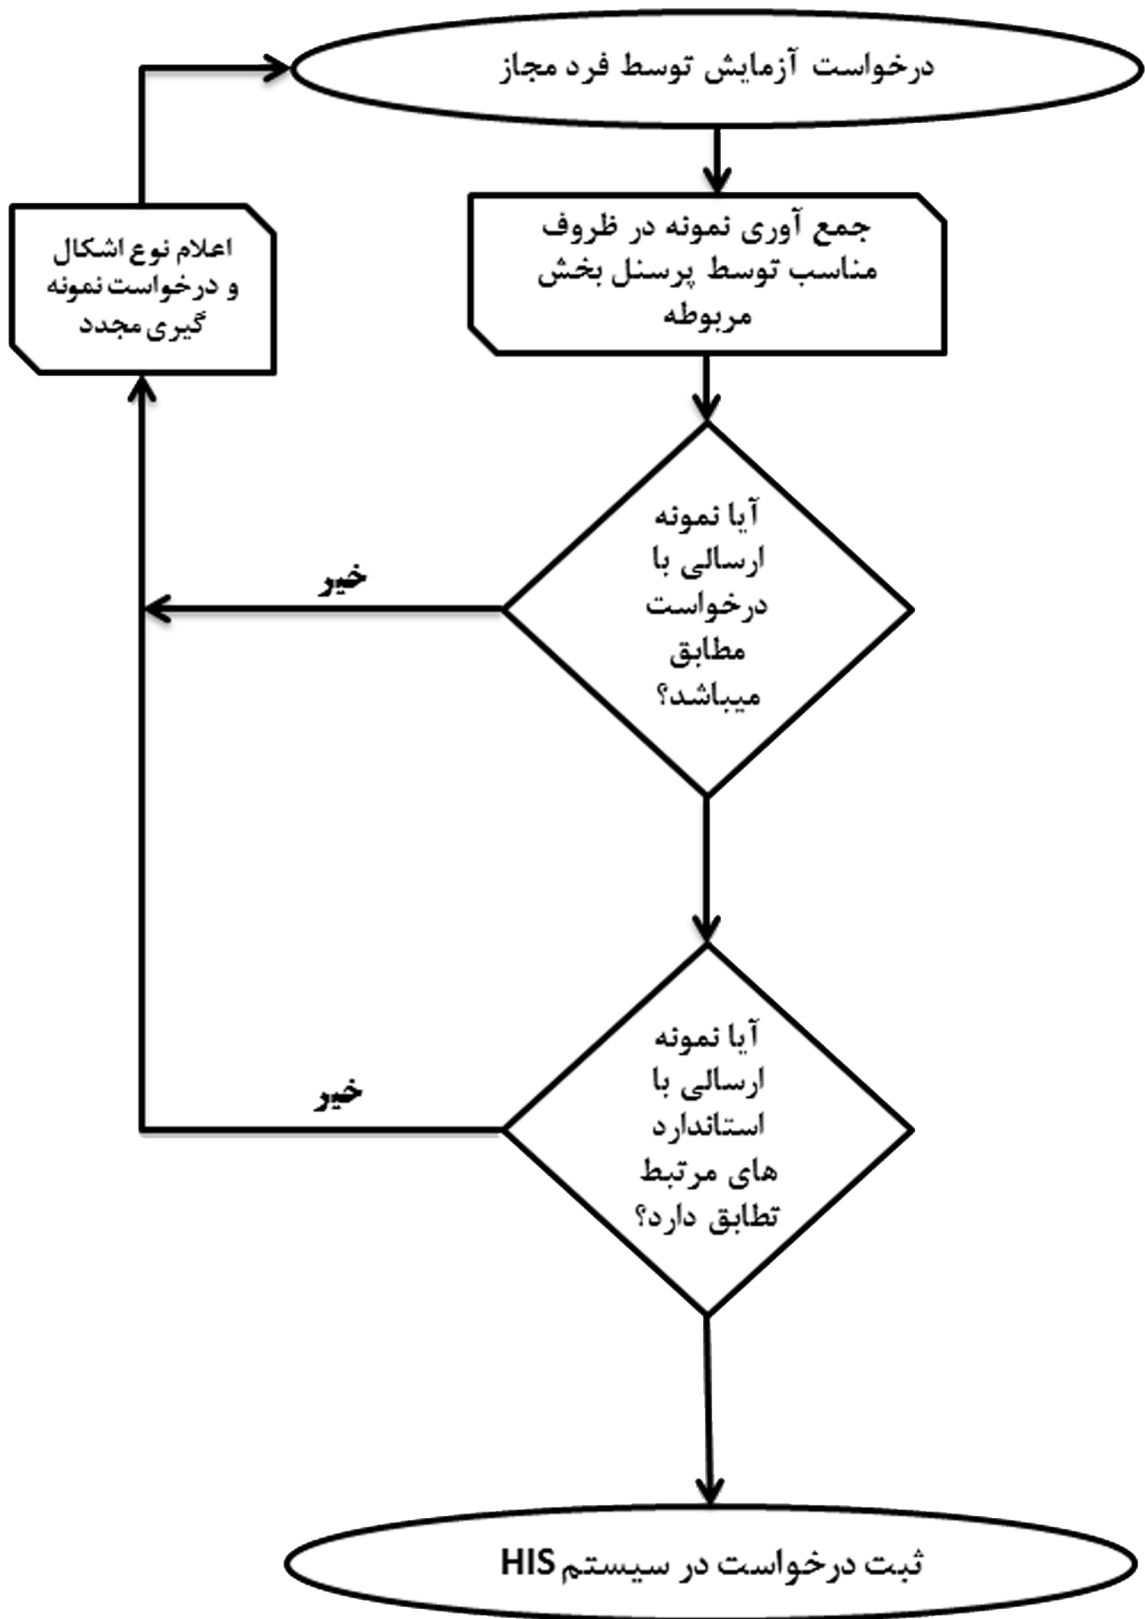 درخواست آزمایش توسط فرد مجاز
جمع آوری نمونه در ظروف
مناسب توسط پرسنل بخش
مربوطه
اعلام نوع اشکال
و درخواست نمونه
گیری مجدد
آیا نمونه
ارسالی با
درخواست
مطابق
میباشد؟
خیر
آیا نمونه
ارسالی با
استاندارد
های مرتبط
تطابق دارد؟
خیر
ثبت درخواست در سیستم HIS